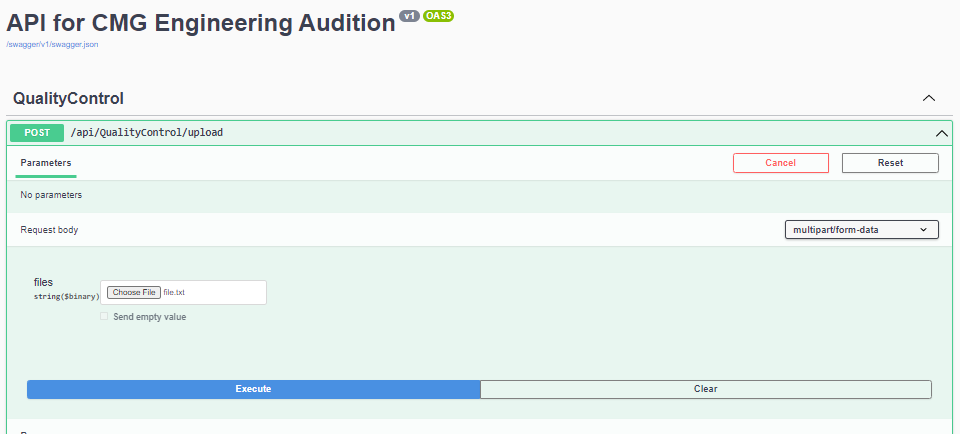 API for CMG Engineering Audition v1 OAS3
/swagger/v1/swagger.json
QualityControl
POST /api/QualityControl/upload
Parameters Cancel Reset
No parameters
Request body multipart/form-data
files
string($binary) Choose File file.txt
Send empty value
Execute Clear